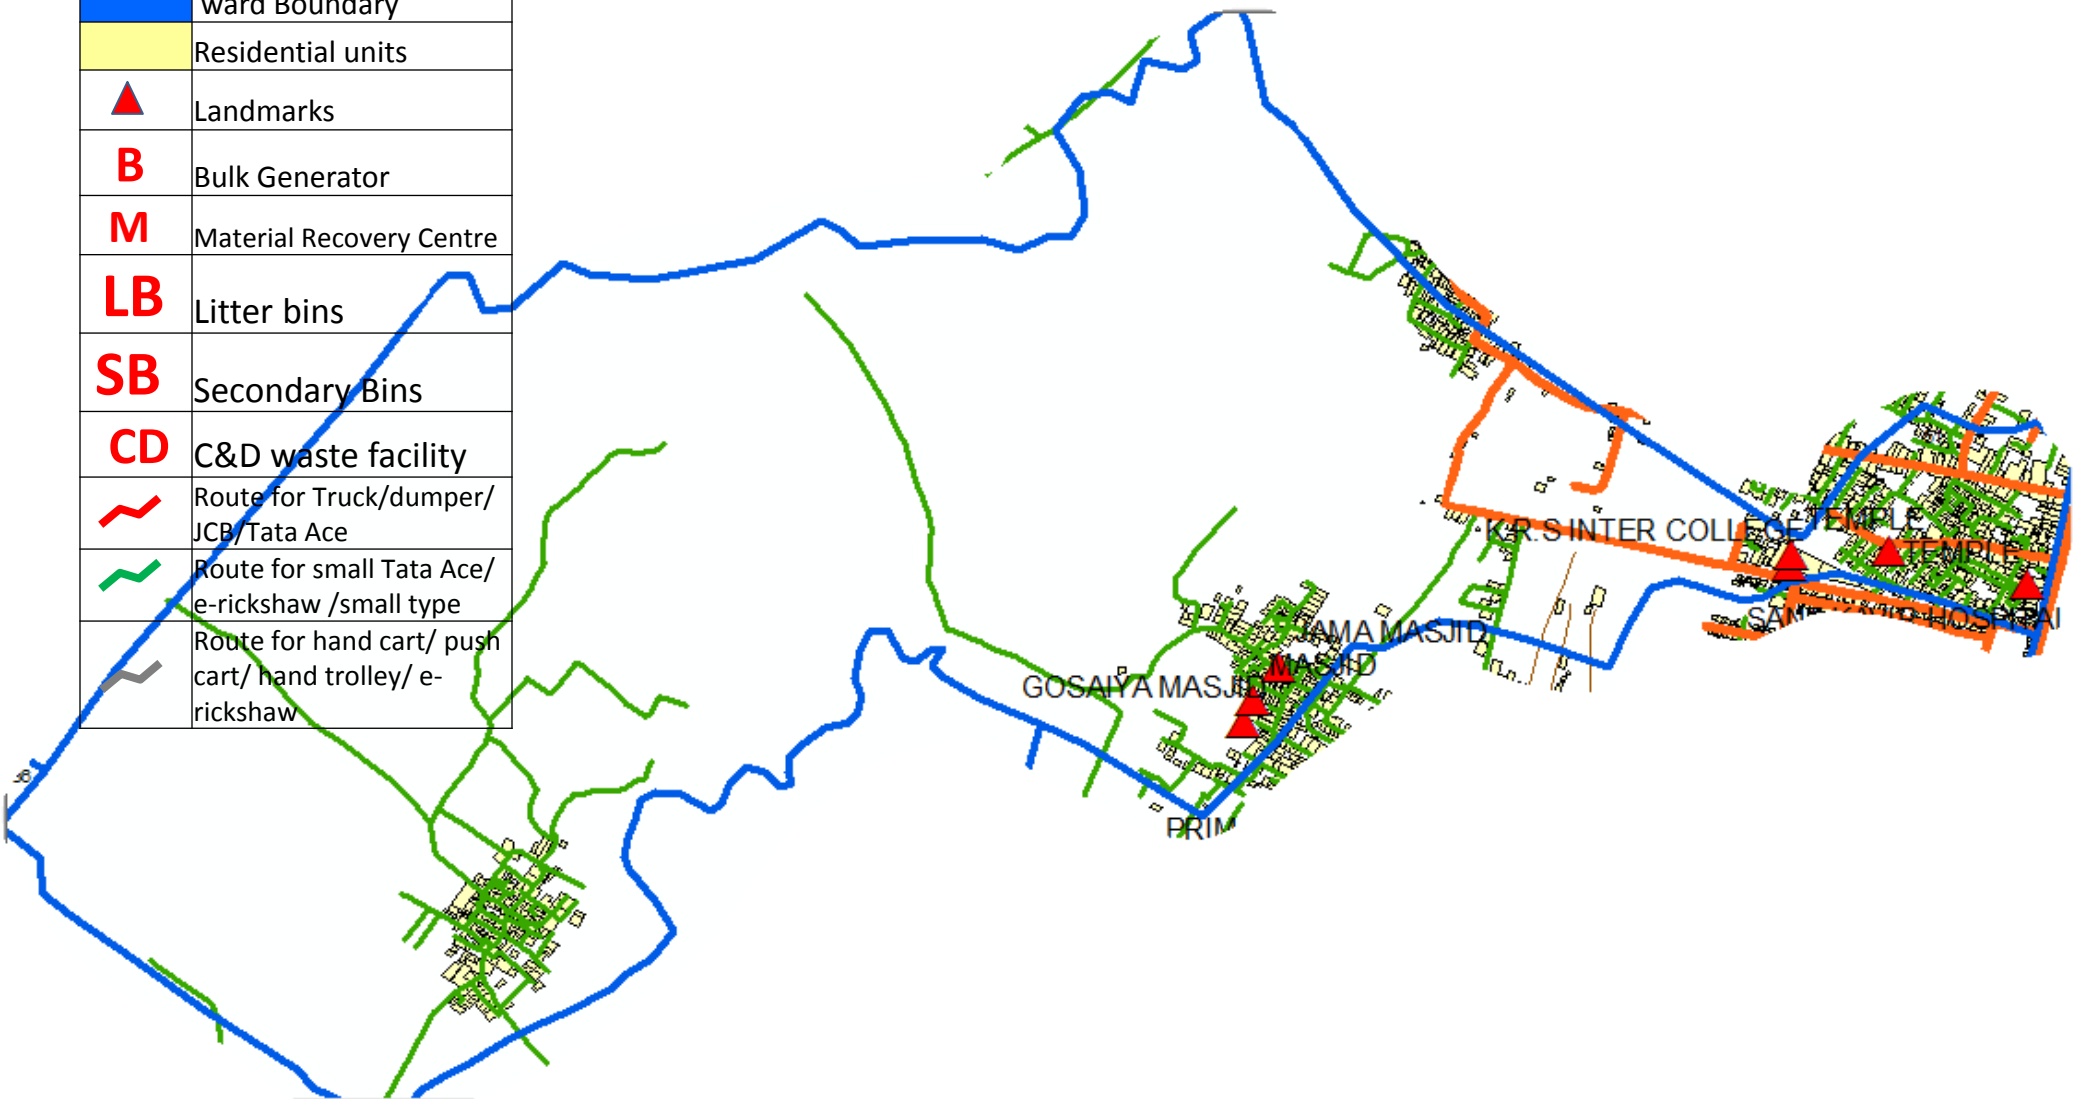 ward Boundary
Residential units
Landmarks
B
Bulk Generator
M
Material Recovery Centre
LB
Litter bins
SB
Secondary Bins
CD
C&D waste facility
Route for Truck/dumper/
JCB/Tata Ace
Route for small Tata Ace/
e-rickshaw /small type
Route for hand cart/ push
cart/ hand trolley/ e-
rickshaw
K.R.S INTER COLLEGE
TEMPLE
TEMPLE
HOSPITAL
JAMA MASJID
MASJID
GOSAIYA MASJID
PRIM